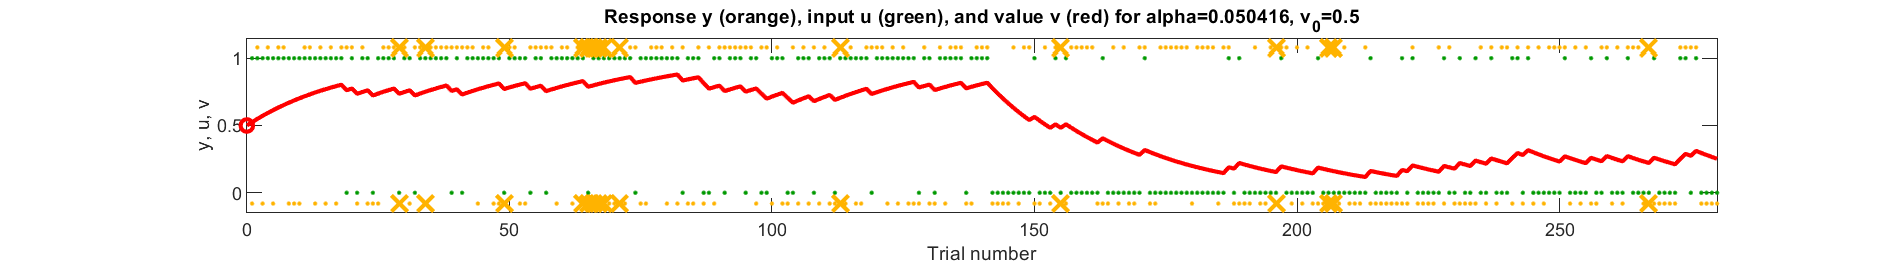 Response y (orange), input u (green), and value v (red) for alpha=0.050416, v0=0.5
y, u, v
1
0.5
0
0 50 100 150 200 250
Trial number